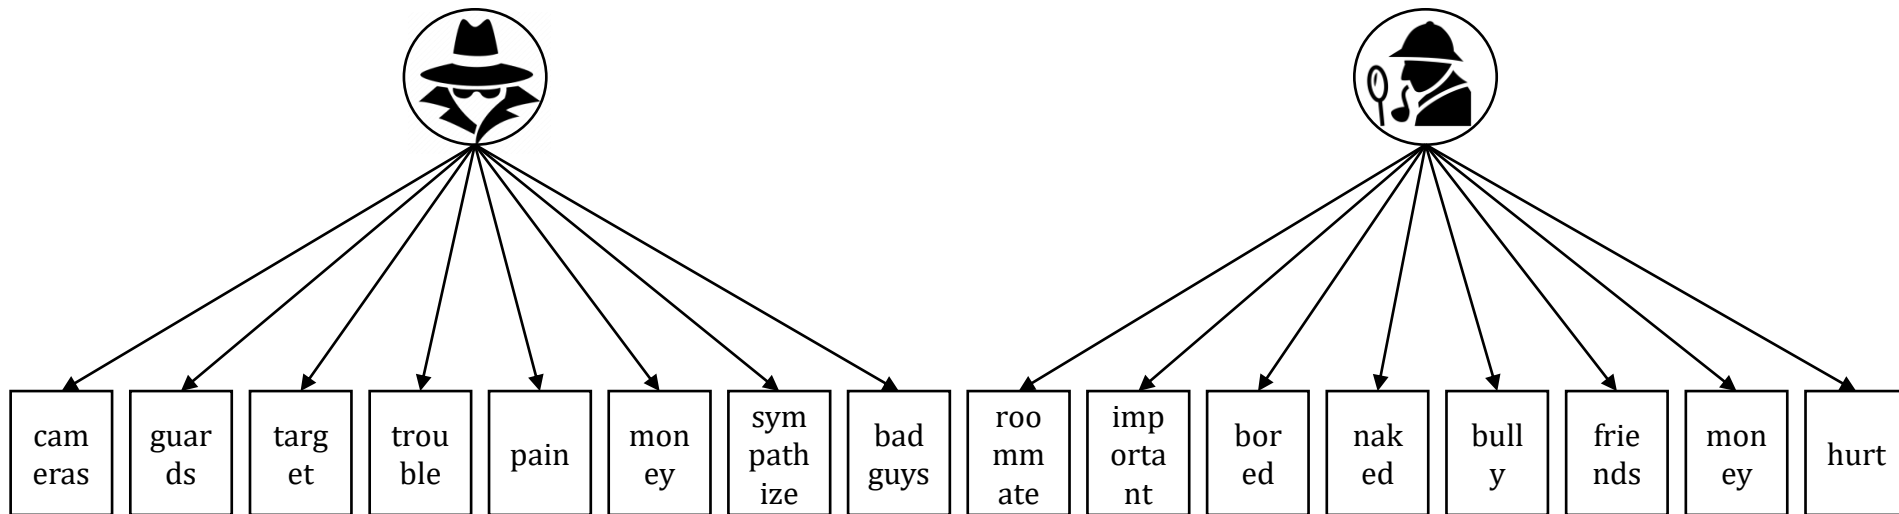 cam
eras
guar
ds
targ
et
trou
ble
pain
mon
ey
sym
path
ize
bad
guys
roo
mm
ate
imp
orta
nt
bor
ed
nak
ed
bull
y
frie
nds
mon
ey
hurt